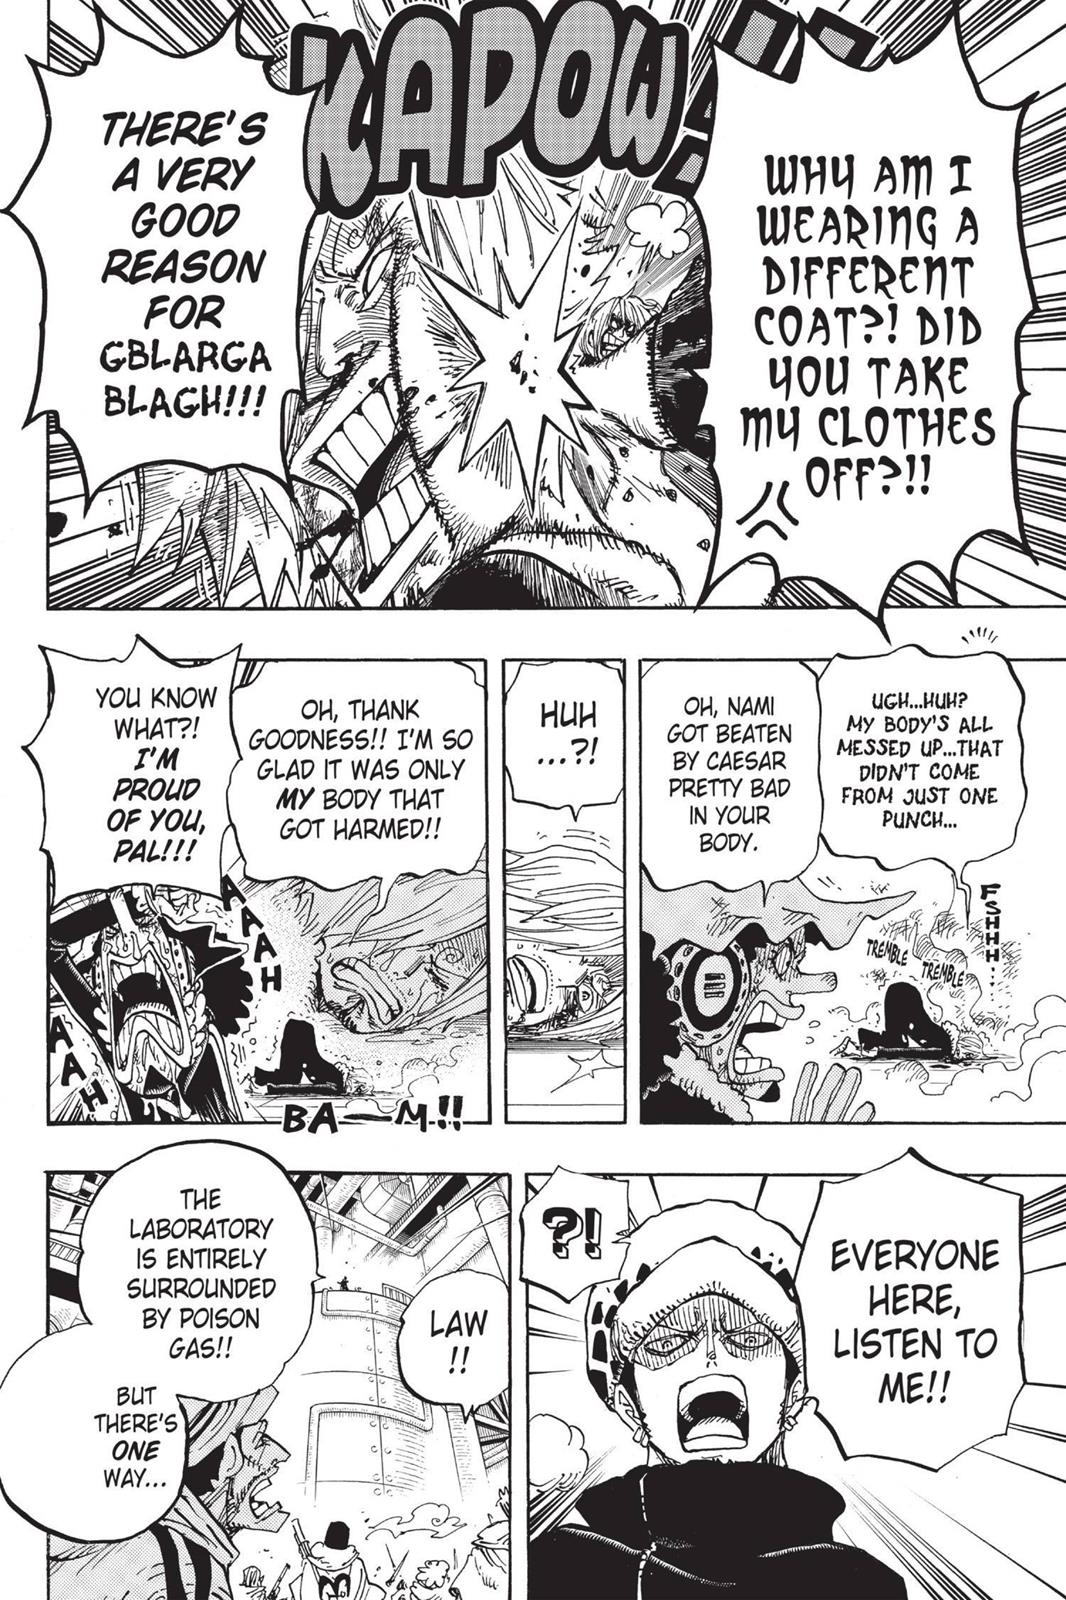 WHY AM I
WEARING A
DIFFERENT
COAT?! DID
YOU TAKE
MY CLOTHES
OFF?!!
KAPOW
THERE'S
A VERY
GOOD
REASON
FOR
GBLARGA
BLAGH!!!
UGH...HUH?
MY BODY'S ALL
MESSED UP...THAT
DIDN'T COME
FROM JUST ONE
PUNCH...
FSHHH...
TREMBLE
TREMBLE
OH, NAMI
GOT BEATEN
BY CAESAR
PRETTY BAD
IN YOUR
BODY.
HUH
...?!
OH, THANK
GOODNESS!! I'M SO
GLAD IT WAS ONLY
MY BODY THAT
GOT HARMED!!
BA—M!!
YOU KNOW
WHAT?!
I'M
PROUD
OF YOU,
PAL!!!
AAAAH
AAAH
EVERYONE
HERE,
LISTEN TO
ME!!
?!
LAW
!!
THE
LABORATORY
IS ENTIRELY
SURROUNDED
BY POISON
GAS!!
BUT
THERE'S
ONE
WAY...